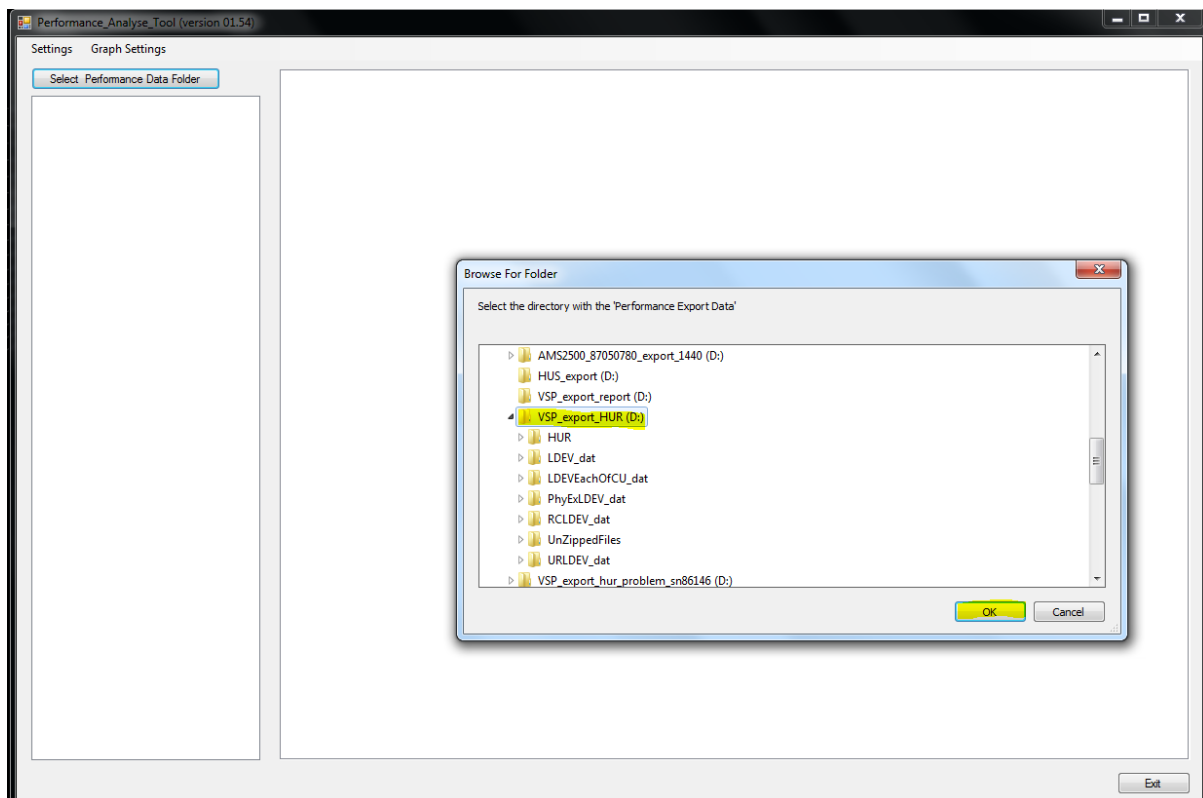 Performance_Analyse_Tool (version 01.54)
Settings Graph Settings
Select Perfomance Data Folder
Browse For Folder
Select the directory with the 'Performance Export Data'
AMS2500_87050780_export_1440 (D:)
HUS_export (D:)
VSP_export_report (D:)
VSP_export_HUR (D:)
HUR
LDEV_dat
LDEVEachOfCU_dat
PhyExLDEV_dat
RCLDEV_dat
UnZippedFiles
URLDEV_dat
VSP_export_hur_problem_sn86146 (D:)
OK Cancel
Exit